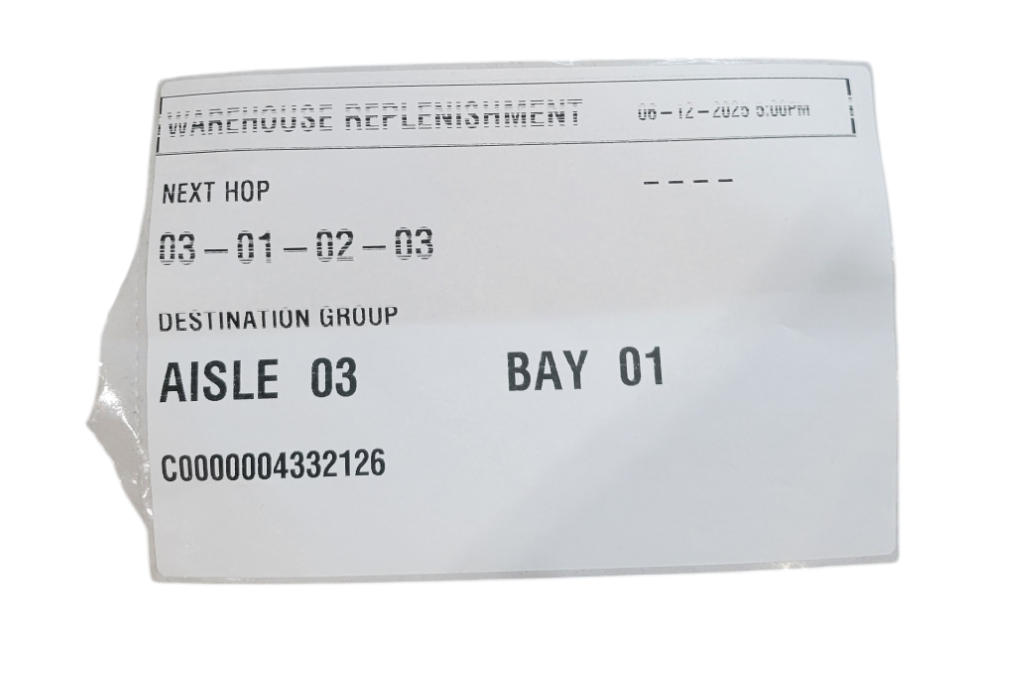 WAREHOUSE REPLENISHMENT 06-12-2025 5:00PM
NEXT HOP ----
03-01-02-03
DESTINATION GROUP
AISLE 03 BAY 01
C0000004332126